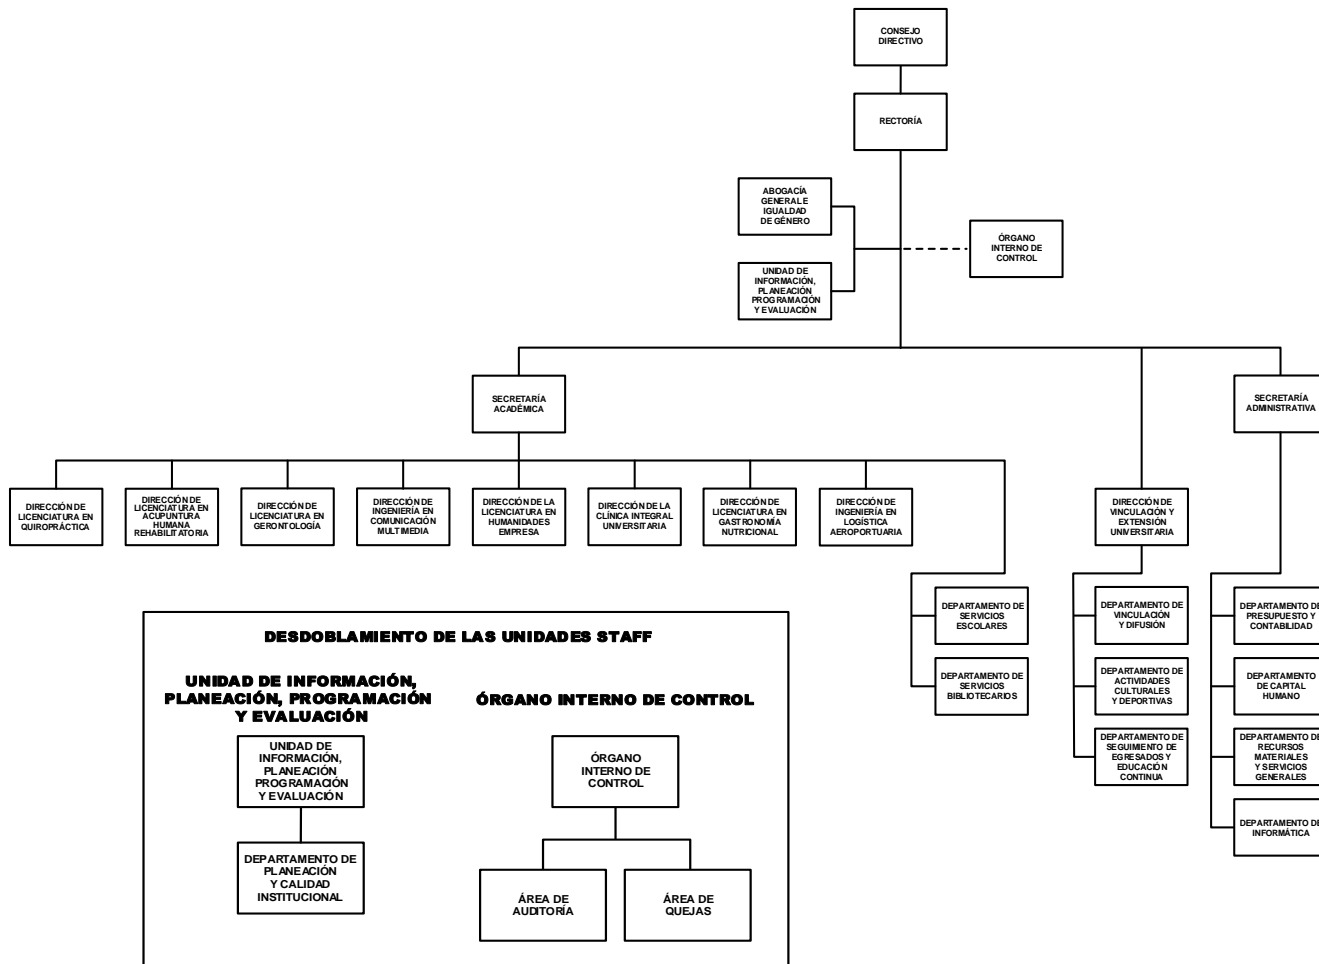 CONSEJO
DIRECTIVO
RECTORÍA
ABOGACÍA
GENERAL E
IGUALDAD
DE GÉNERO
ÓRGANO
INTERNO DE
CONTROL
UNIDAD DE
INFORMACIÓN,
PLANEACIÓN
PROGRAMACIÓN
Y EVALUACIÓN
SECRETARÍA
ACADÉMICA
SECRETARÍA
ADMINISTRATIVA
DIRECCIÓN DE
LICENCIATURA EN
QUIROPRÁCTICA
DIRECCIÓN DE
LICENCIATURA EN
ACUPUNTURA
HUMANA
REHABILITATORIA
DIRECCIÓN DE
LICENCIATURA EN
GERONTOLOGÍA
DIRECCIÓN DE
INGENIERÍA EN
COMUNICACIÓN
MULTIMEDIA
DIRECCIÓN DE LA
LICENCIATURA EN
HUMANIDADES
EMPRESA
DIRECCIÓN DE LA
CLÍNICA INTEGRAL
UNIVERSITARIA
DIRECCIÓN DE
LICENCIATURA EN
GASTRONOMÍA
NUTRICIONAL
DIRECCIÓN DE
INGENIERÍA EN
LOGÍSTICA
AEROPORTUARIA
DIRECCIÓN DE
VINCULACIÓN Y
EXTENSIÓN
UNIVERSITARIA
DEPARTAMENTO DE
SERVICIOS
ESCOLARES
DEPARTAMENTO DE
SERVICIOS
BIBLIOTECARIOS
DEPARTAMENTO DE
VINCULACIÓN
Y DIFUSIÓN
DEPARTAMENTO DE
ACTIVIDADES
CULTURALES
Y DEPORTIVAS
DEPARTAMENTO DE
SEGUIMIENTO DE
EGRESADOS Y
EDUCACIÓN
CONTINUA
DEPARTAMENTO DE
PRESUPUESTO Y
CONTABILIDAD
DEPARTAMENTO
DE CAPITAL
HUMANO
DEPARTAMENTO DE
RECURSOS
MATERIALES
Y SERVICIOS
GENERALES
DEPARTAMENTO DE
INFORMÁTICA
DESDOBLAMIENTO DE LAS UNIDADES STAFF
UNIDAD DE INFORMACIÓN,
PLANEACIÓN, PROGRAMACIÓN
Y EVALUACIÓN
UNIDAD DE
INFORMACIÓN,
PLANEACIÓN
PROGRAMACIÓN
Y EVALUACIÓN
DEPARTAMENTO DE
PLANEACIÓN
Y CALIDAD
INSTITUCIONAL
ÓRGANO INTERNO DE CONTROL
ÓRGANO
INTERNO DE
CONTROL
ÁREA DE
AUDITORÍA
ÁREA DE
QUEJAS